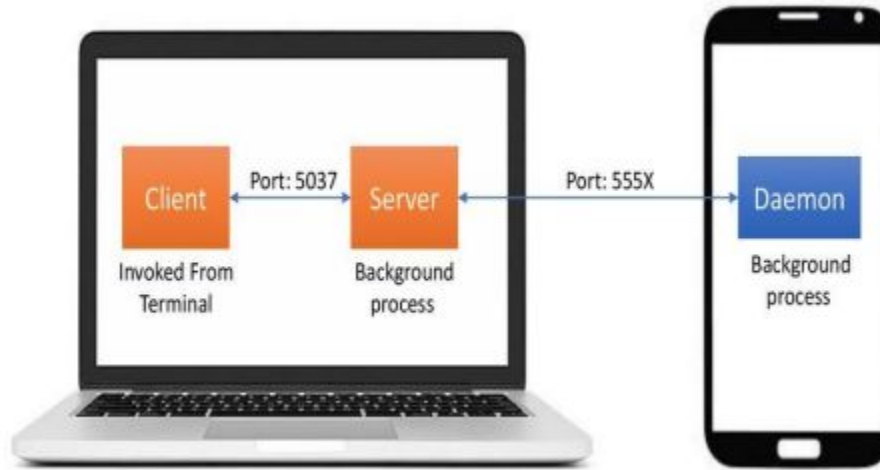 Client
Port: 5037
Server
Port: 555X
Daemon
Invoked From
Terminal
Background
process
Background
process